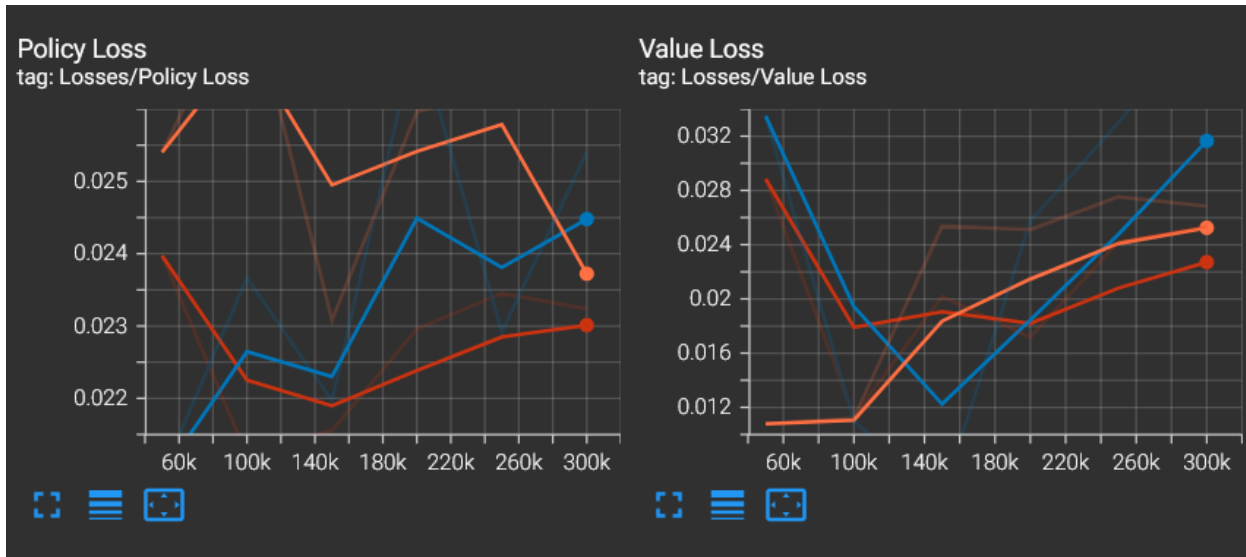 Policy Loss
tag: Losses/Policy Loss
0.025
0.024
0.023
0.022
60k 100k 140k 180k 220k 260k 300k
Value Loss
tag: Losses/Value Loss
0.032
0.028
0.024
0.02
0.016
0.012
60k 100k 140k 180k 220k 260k 300k